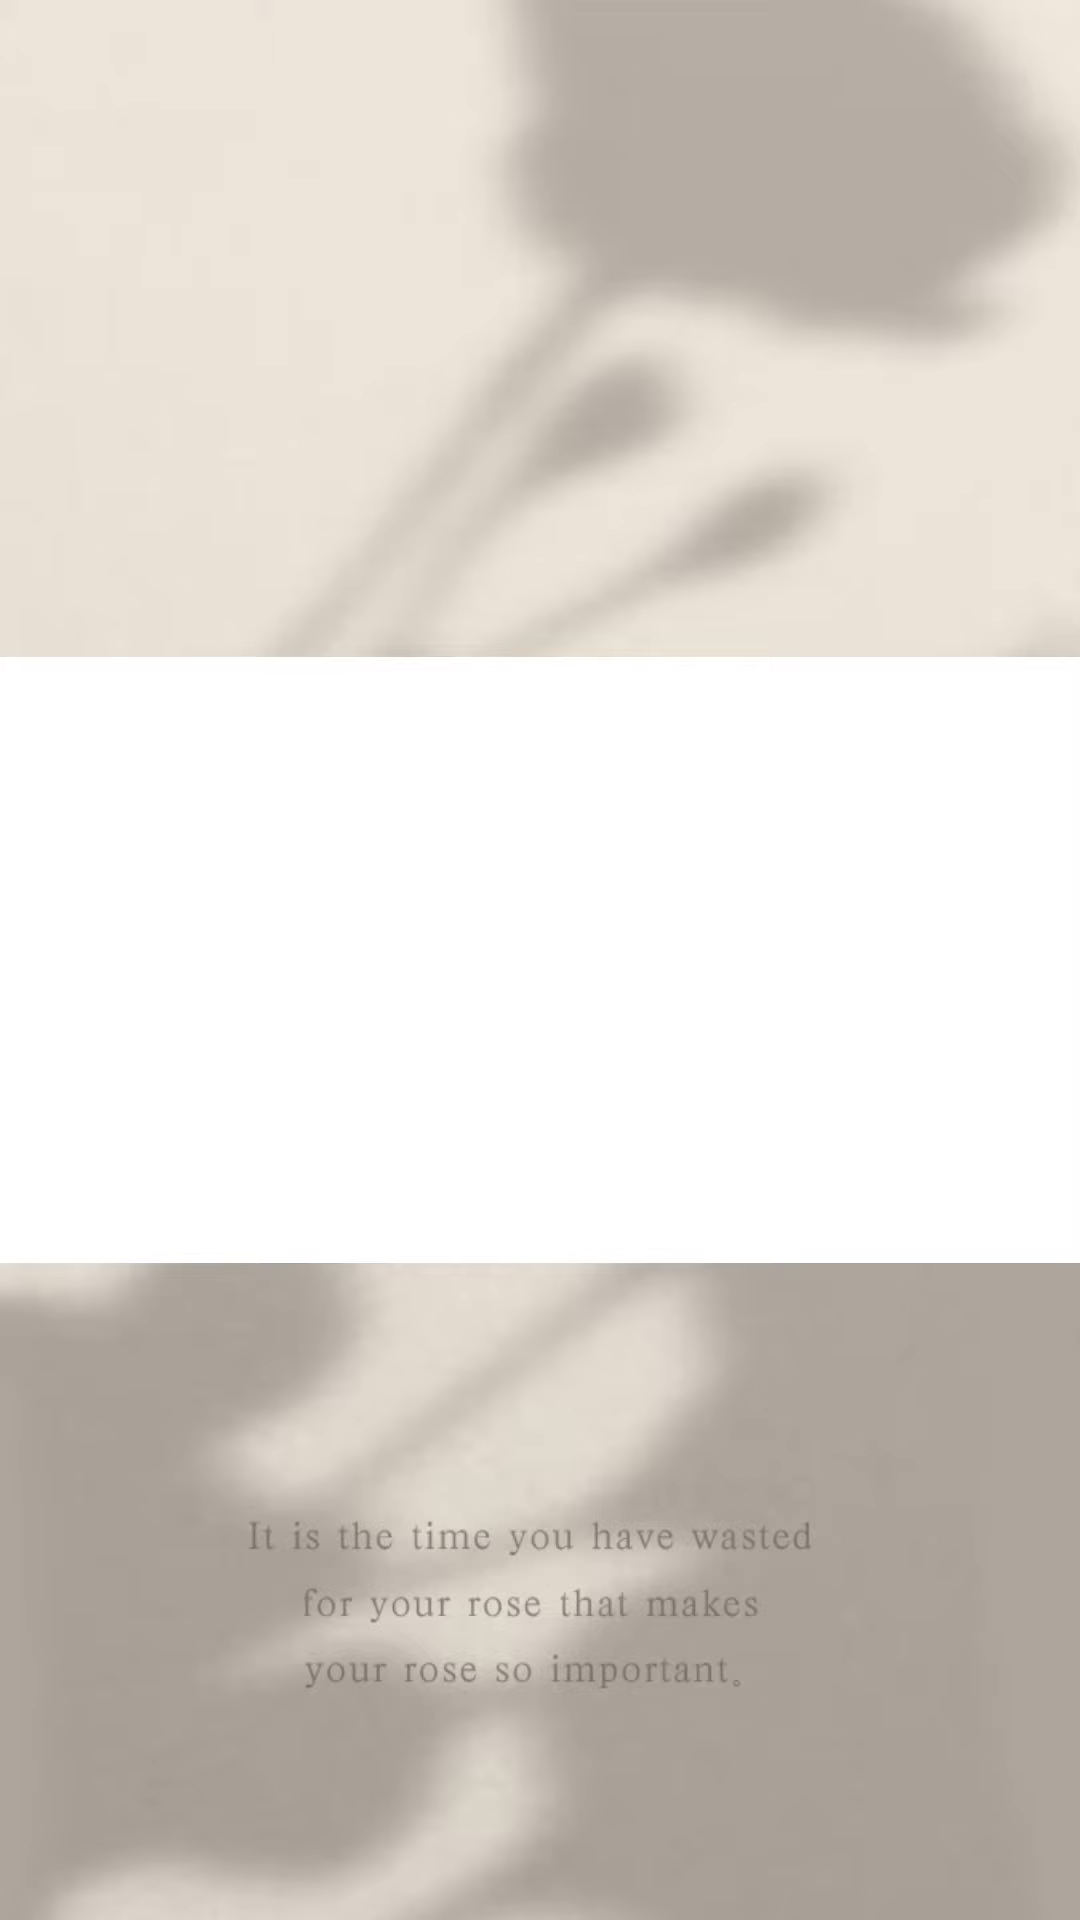 It is the time you have wasted
for your rose that makes
your rose so important。